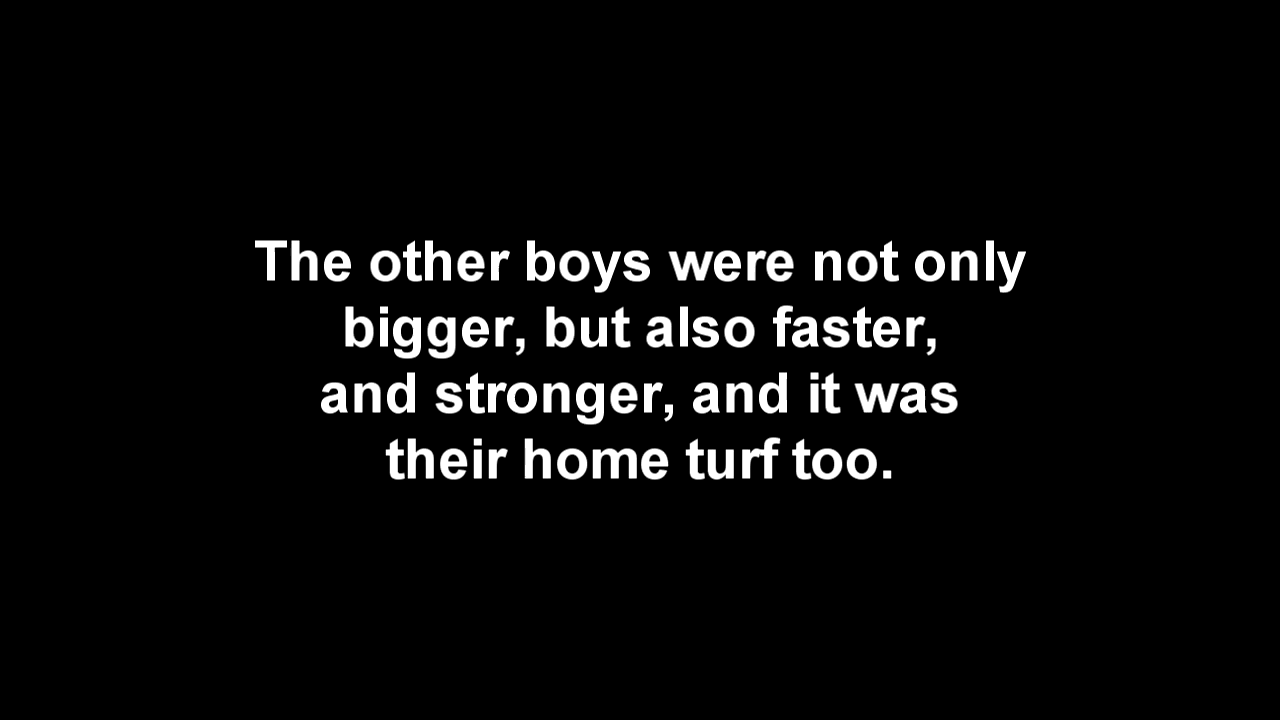 The other boys were not only
bigger, but also faster,
and stronger, and it was
their home turf too.